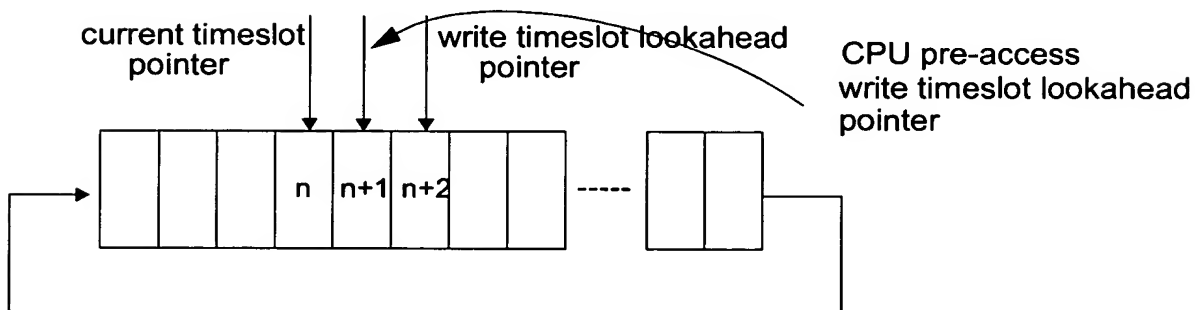 current timeslot
pointer
write timeslot lookahead
pointer
CPU pre-access
write timeslot lookahead
pointer
n n+1 n+2
-----